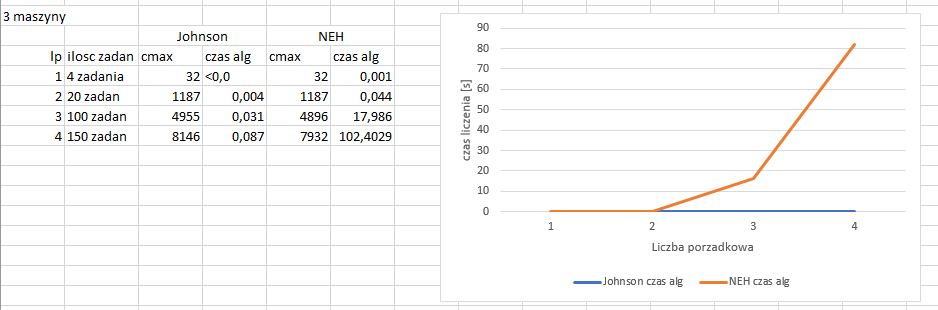 3 maszyny
Johnson NEH
lp ilosc zadan cmax czas alg cmax czas alg
1 4 zadania 32 <0,0 32 0,001
2 20 zadan 1187 0,004 1187 0,044
3 100 zadan 4955 0,031 4896 17,986
4 150 zadan 8146 0,087 7932 102,4029
90
80
70
60
50
40
30
20
10
0
czas liczenia [s]
1 2 3 4
Liczba porzadkowa
Johnson czas alg NEH czas alg